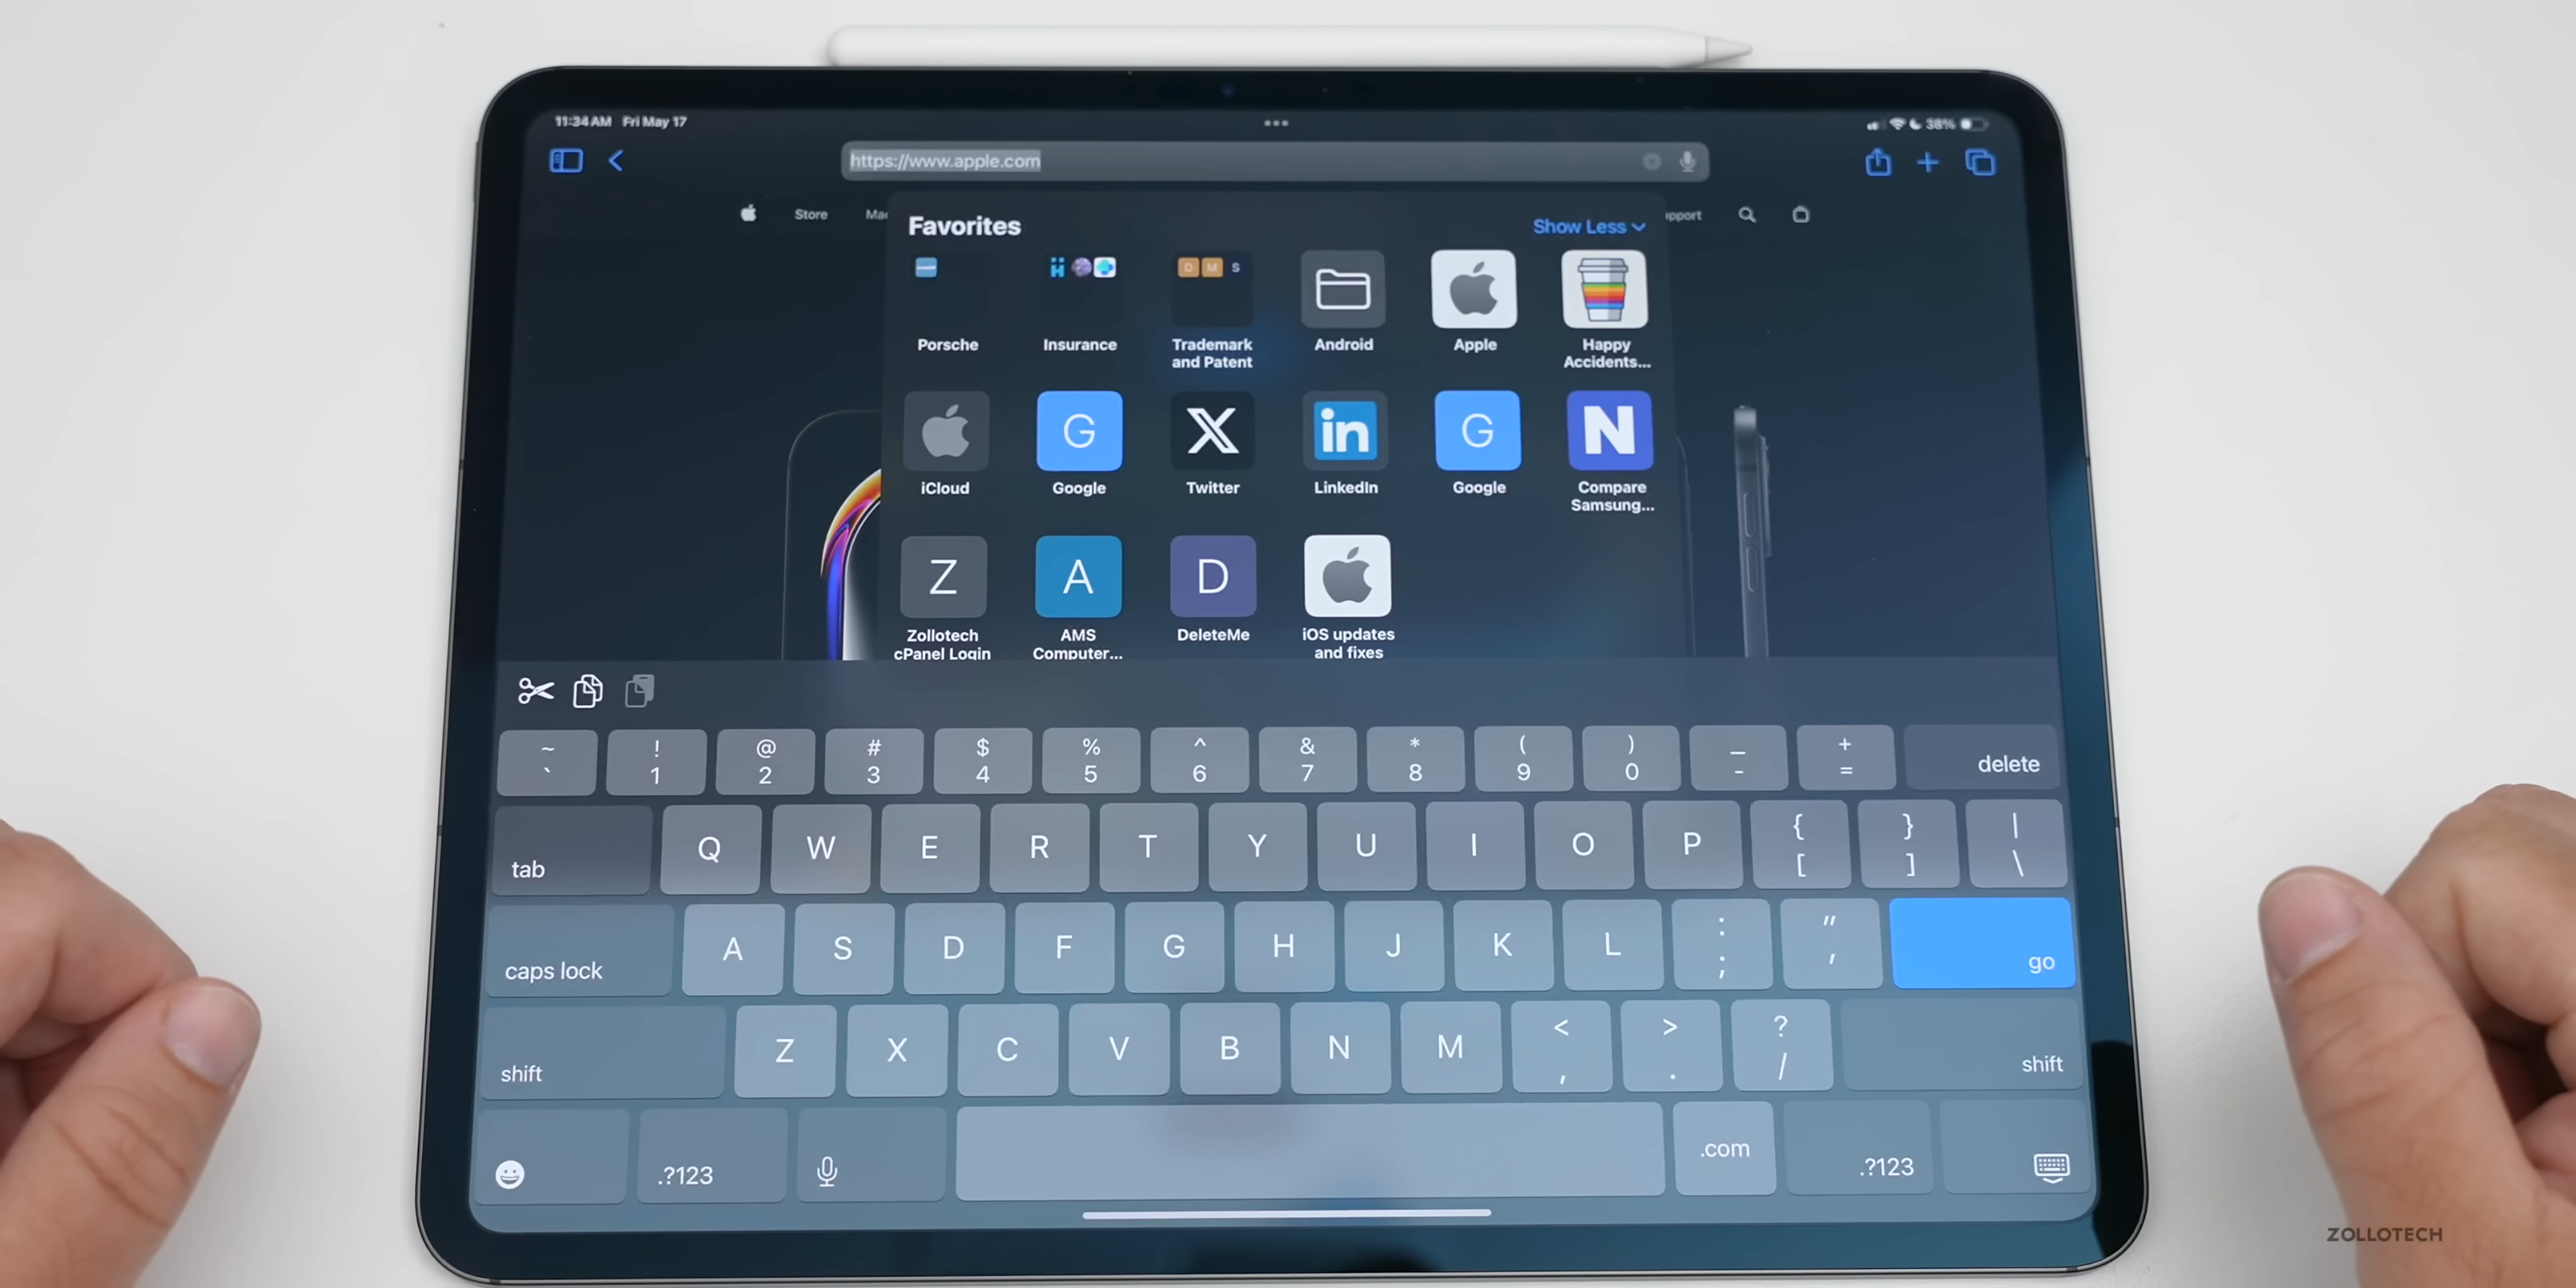 11:34 AM Fri May 17
38%
https://www.apple.com
Store
Favorites
Show Less
Porsche
Insurance
D M S
Trademark
and Patent
Android
Apple
Happy
Accidents...
iCloud
G
Google
X
Twitter
in
LinkedIn
G
Google
N
Compare
Samsung...
Z
Zollotech
cPanel Login
A
AMS
Computer...
D
DeleteMe
iOS updates
and fixes
~ ! @ # $ % ^ & * ( ) _ +
` 1 2 3 4 5 6 7 8 9 0 - = delete
tab Q W E R T Y U I O P { } |
[ ] \
caps lock A S D F G H J K L : " go
; '
shift Z X C V B N M < > ? shift
, . /
.?123 .com .?123
ZOLLOTECH